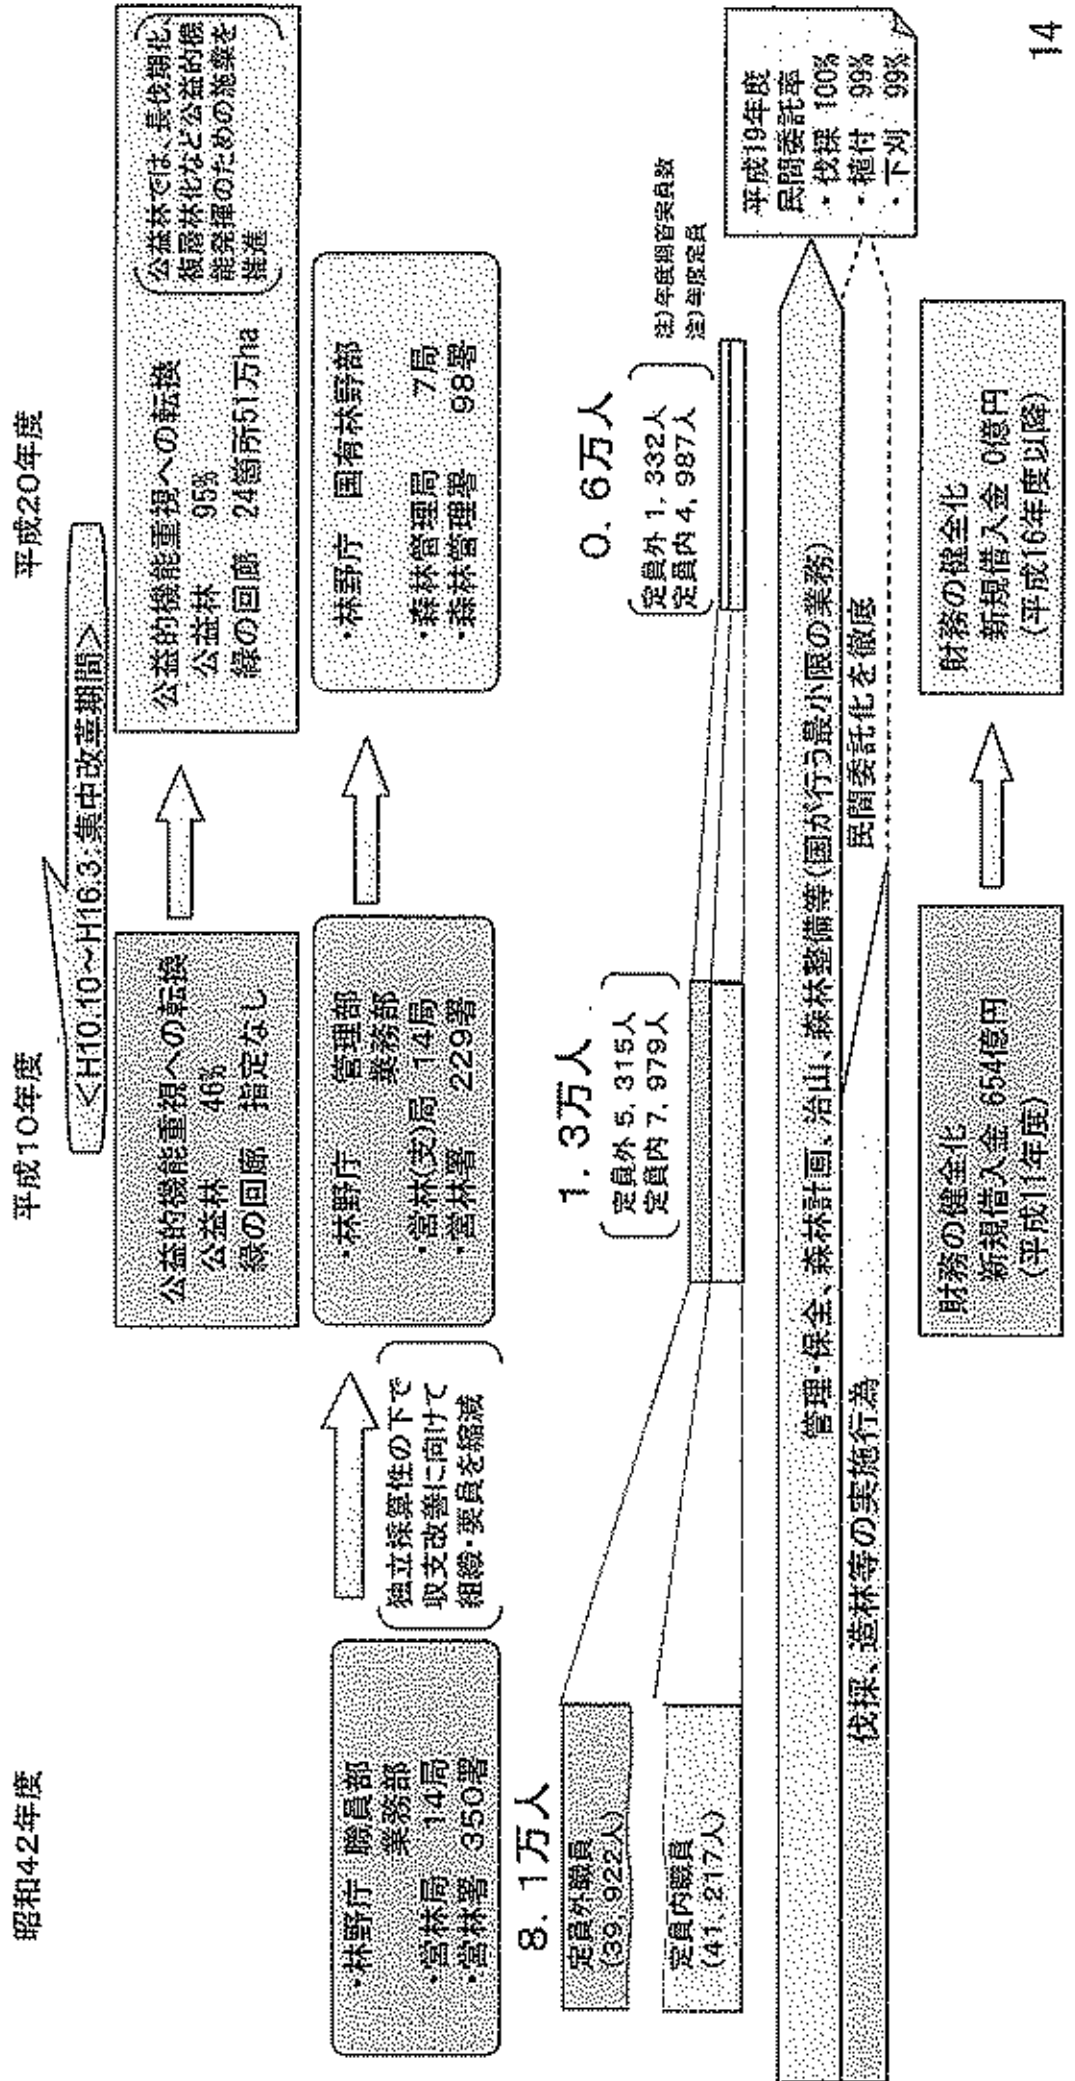 昭和42年度
平成10年度
平成20年度
<H10.10～H16.3:集中改革期間>
公益的機能重視への転換
公益林 46%
緑の回廊 指定なし
公益的機能重視への転換
公益林 95%
緑の回廊 24箇所51万ha
公益林では、長伐期化、
複層林化など公益的機
能発揮のための施業を
推進
・林野庁 職員部
業務部
・営林局 14局
・営林署 350署
独立採算性の下で
収支改善に向けて
組織・要員を縮減
・林野庁 管理部
業務部
・営林(支)局 14局
・営林署 229署
・林野庁 国有林野部
・森林管理局 7局
・森林管理署 98署
8.1万人
定員外職員
(39,922人)
定員内職員
(41,217人)
1.3万人
定員外 5,315人
定員内 7,979人
0.6万人
定員外 1,332人
定員内 4,987人
注)年度期首実員数
注)年度定員
管理・保全、森林計画、治山、森林整備等(国が行う最小限の業務)
伐採、造林等の実施行為
民間委託化を徹底
平成19年度
民間委託率
・伐採 100%
・植付 99%
・下刈 99%
財務の健全化
新規借入金 654億円
(平成11年度)
財務の健全化
新規借入金 0億円
(平成16年度以降)
14